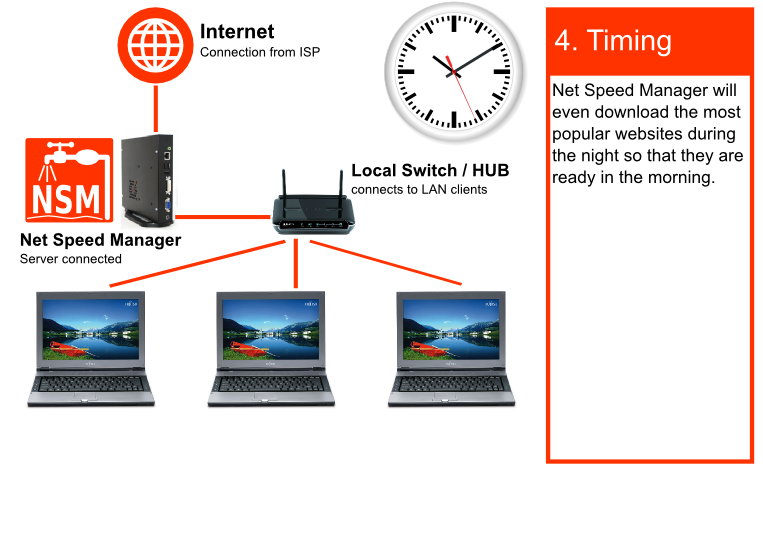 Internet
Connection from ISP
4. Timing
Net Speed Manager will
even download the most
popular websites during
the night so that they are
ready in the morning.
NSM
Local Switch / HUB
connects to LAN clients
Net Speed Manager
Server connected